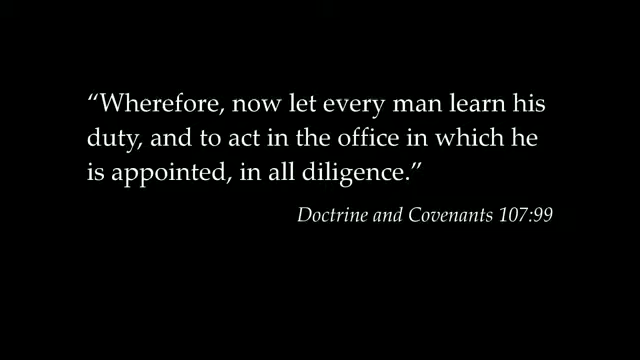 “Wherefore, now let every man learn his
duty, and to act in the office in which he
is appointed, in all diligence.”
Doctrine and Covenants 107:99